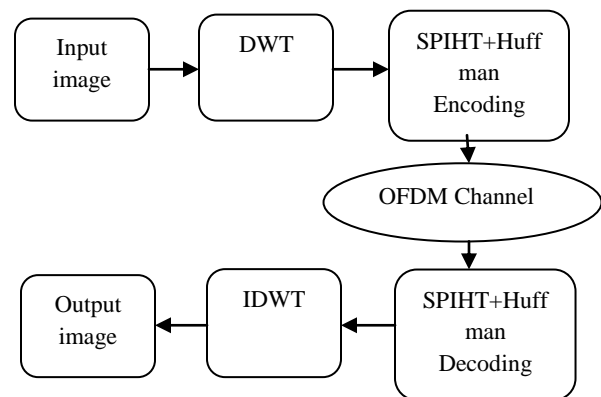 Input
image
DWT
SPIHT+Huff
man
Encoding
OFDM Channel
Output
image
IDWT
SPIHT+Huff
man
Decoding